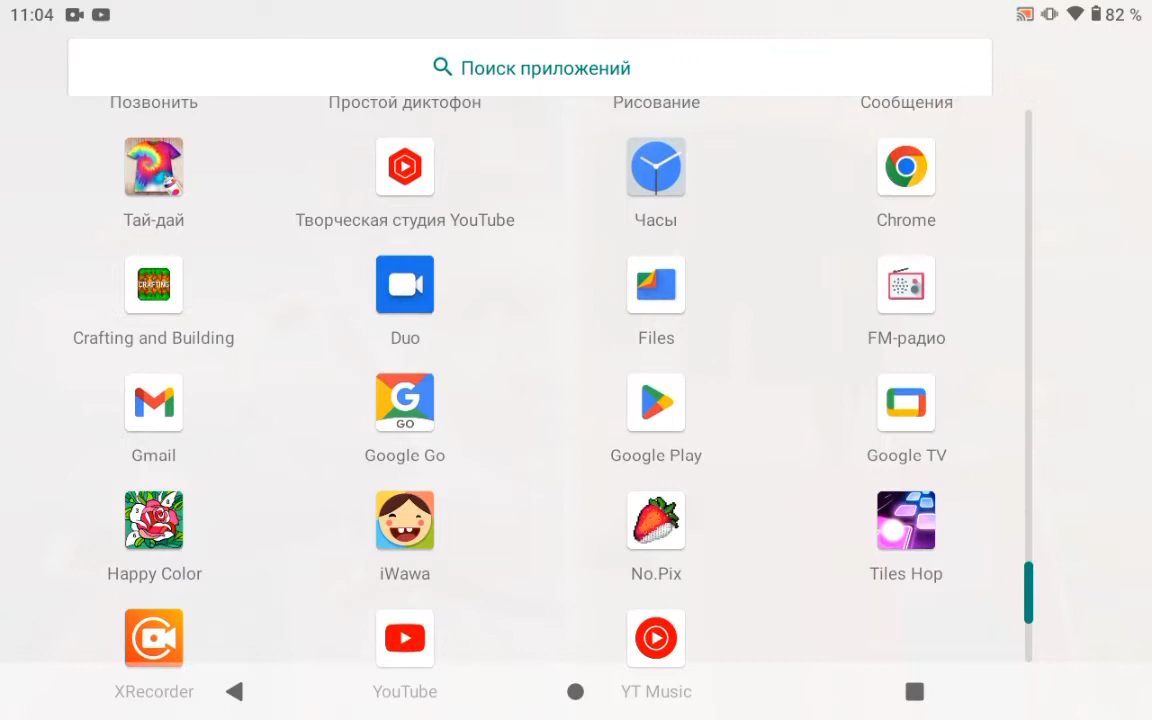 11:04
82 %
Поиск приложений
Позвонить Простой диктофон Рисование Сообщения
Тай-дай Творческая студия YouTube Часы Chrome
CRAFTING
Crafting and Building Duo Files FM-радио
GO
Gmail Google Go Google Play Google TV
Happy Color iWawa No.Pix Tiles Hop
XRecorder YouTube YT Music